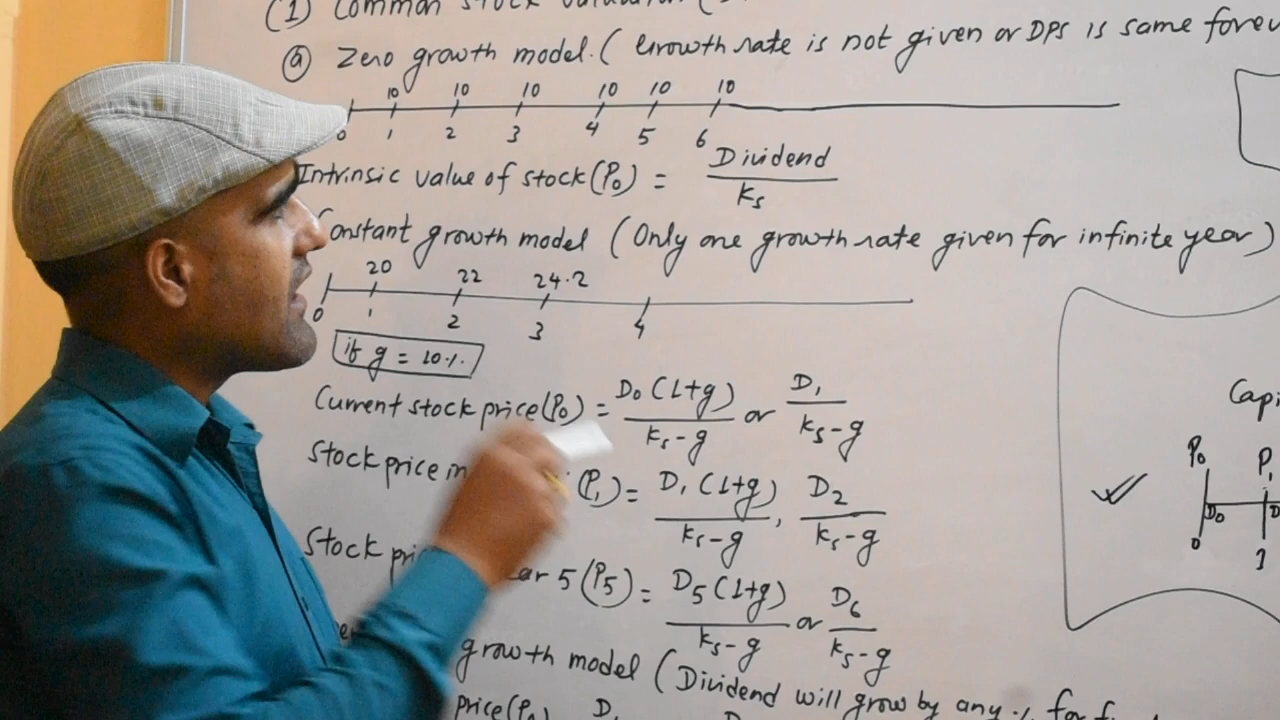 (1) Common stock valuation (
(a) Zero growth model. (Growth rate is not given or DPS is same forev
10 10 10 10 10 10
0 1 2 3 4 5 6
Intrinsic value of stock (P₀) = Dividend / ks
Constant growth model (Only one growth rate given for infinite year)
20 22 24.2
0 1 2 3 4
if g = 10%.
Current stock price (P₀) = D₀(1+g) / ks-g or D₁ / ks-g
Stock price in (P₁) = D₁(1+g) / ks-g , D₂ / ks-g
Stock pri ar 5 (P₅) = D₅(1+g) / ks-g or D₆ / ks-g
growth model (Dividend will grow by any % for f
price (P₀) D₁ D
Capi
P₀ P₁
D₀ D
0 1